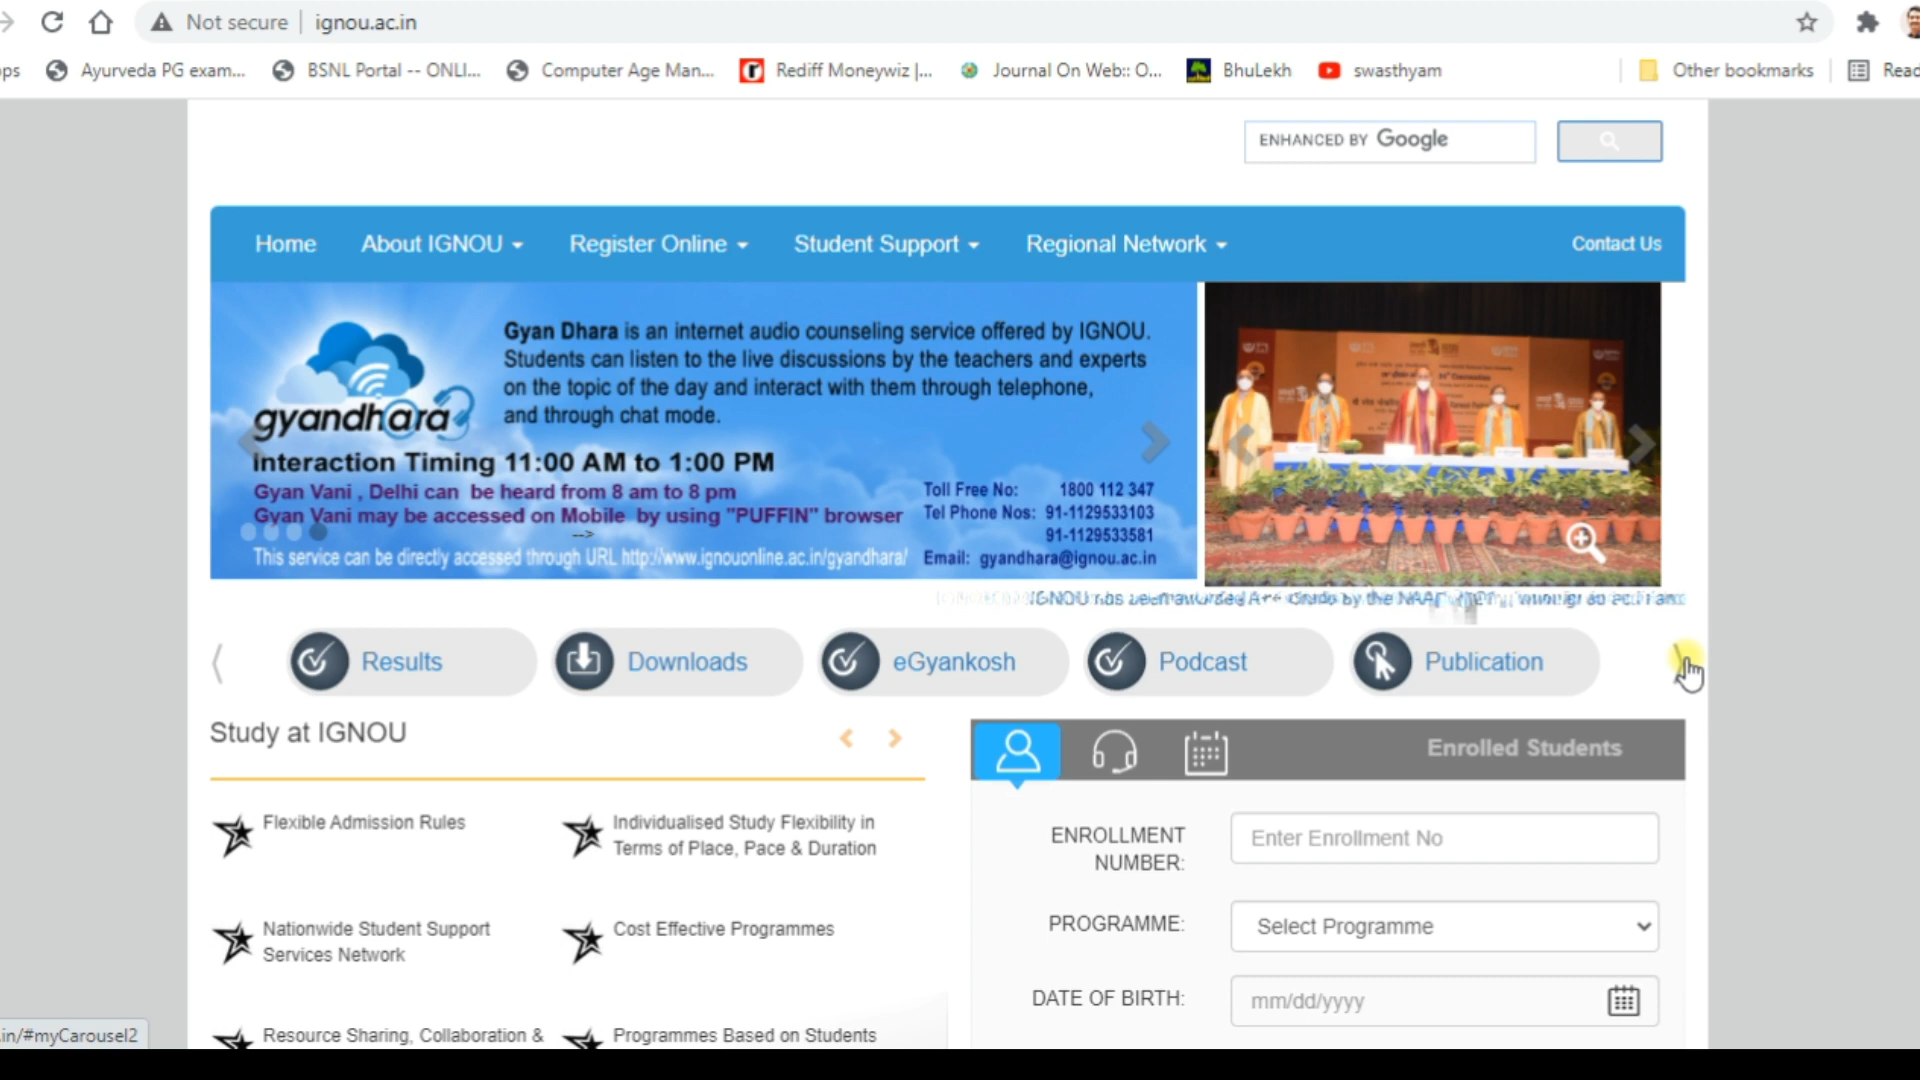 Not secure
ignou.ac.in
ps
Ayurveda PG exam...
BSNL Portal -- ONLI...
Computer Age Man...
Rediff Moneywiz |...
Journal On Web:: O...
BhuLekh
swasthyam
Other bookmarks
Read
ENHANCED BY Google
Home
About IGNOU
Register Online
Student Support
Regional Network
Contact Us
Gyan Dhara is an internet audio counseling service offered by IGNOU.
Students can listen to the live discussions by the teachers and experts
on the topic of the day and interact with them through telephone,
and through chat mode.
gyandhara
Interaction Timing 11:00 AM to 1:00 PM
Gyan Vani , Delhi can be heard from 8 am to 8 pm
Gyan Vani may be accessed on Mobile by using "PUFFIN" browser
-->
This service can be directly accessed through URL http://www.ignouonline.ac.in/gyandhara/
Toll Free No: 1800 112 347
Tel Phone Nos: 91-1129533103
91-1129533581
Email: gyandhara@ignou.ac.in
Results
Downloads
eGyankosh
Podcast
Publication
Study at IGNOU
Flexible Admission Rules
Individualised Study Flexibility in
Terms of Place, Pace & Duration
Nationwide Student Support
Services Network
Cost Effective Programmes
Resource Sharing, Collaboration &
Programmes Based on Students
Enrolled Students
ENROLLMENT
NUMBER:
Enter Enrollment No
PROGRAMME:
Select Programme
DATE OF BIRTH:
mm/dd/yyyy
in/#myCarousel2